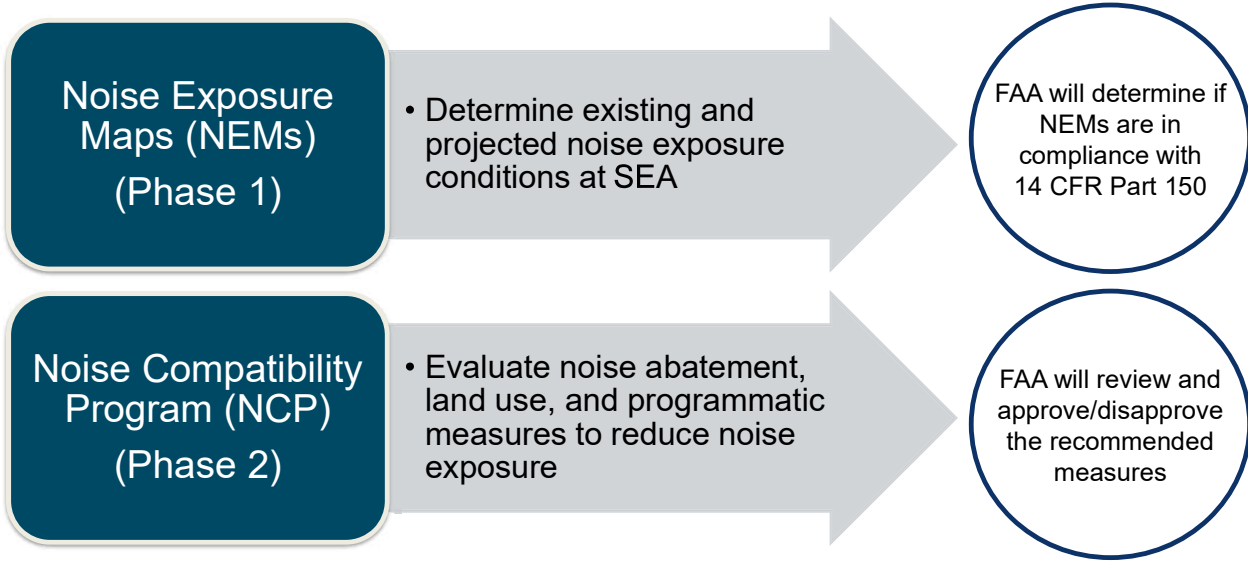 Noise Exposure
Maps (NEMs)
(Phase 1)
• Determine existing and
projected noise exposure
conditions at SEA
FAA will determine if
NEMs are in
compliance with
14 CFR Part 150
Noise Compatibility
Program (NCP)
(Phase 2)
• Evaluate noise abatement,
land use, and programmatic
measures to reduce noise
exposure
FAA will review and
approve/disapprove
the recommended
measures